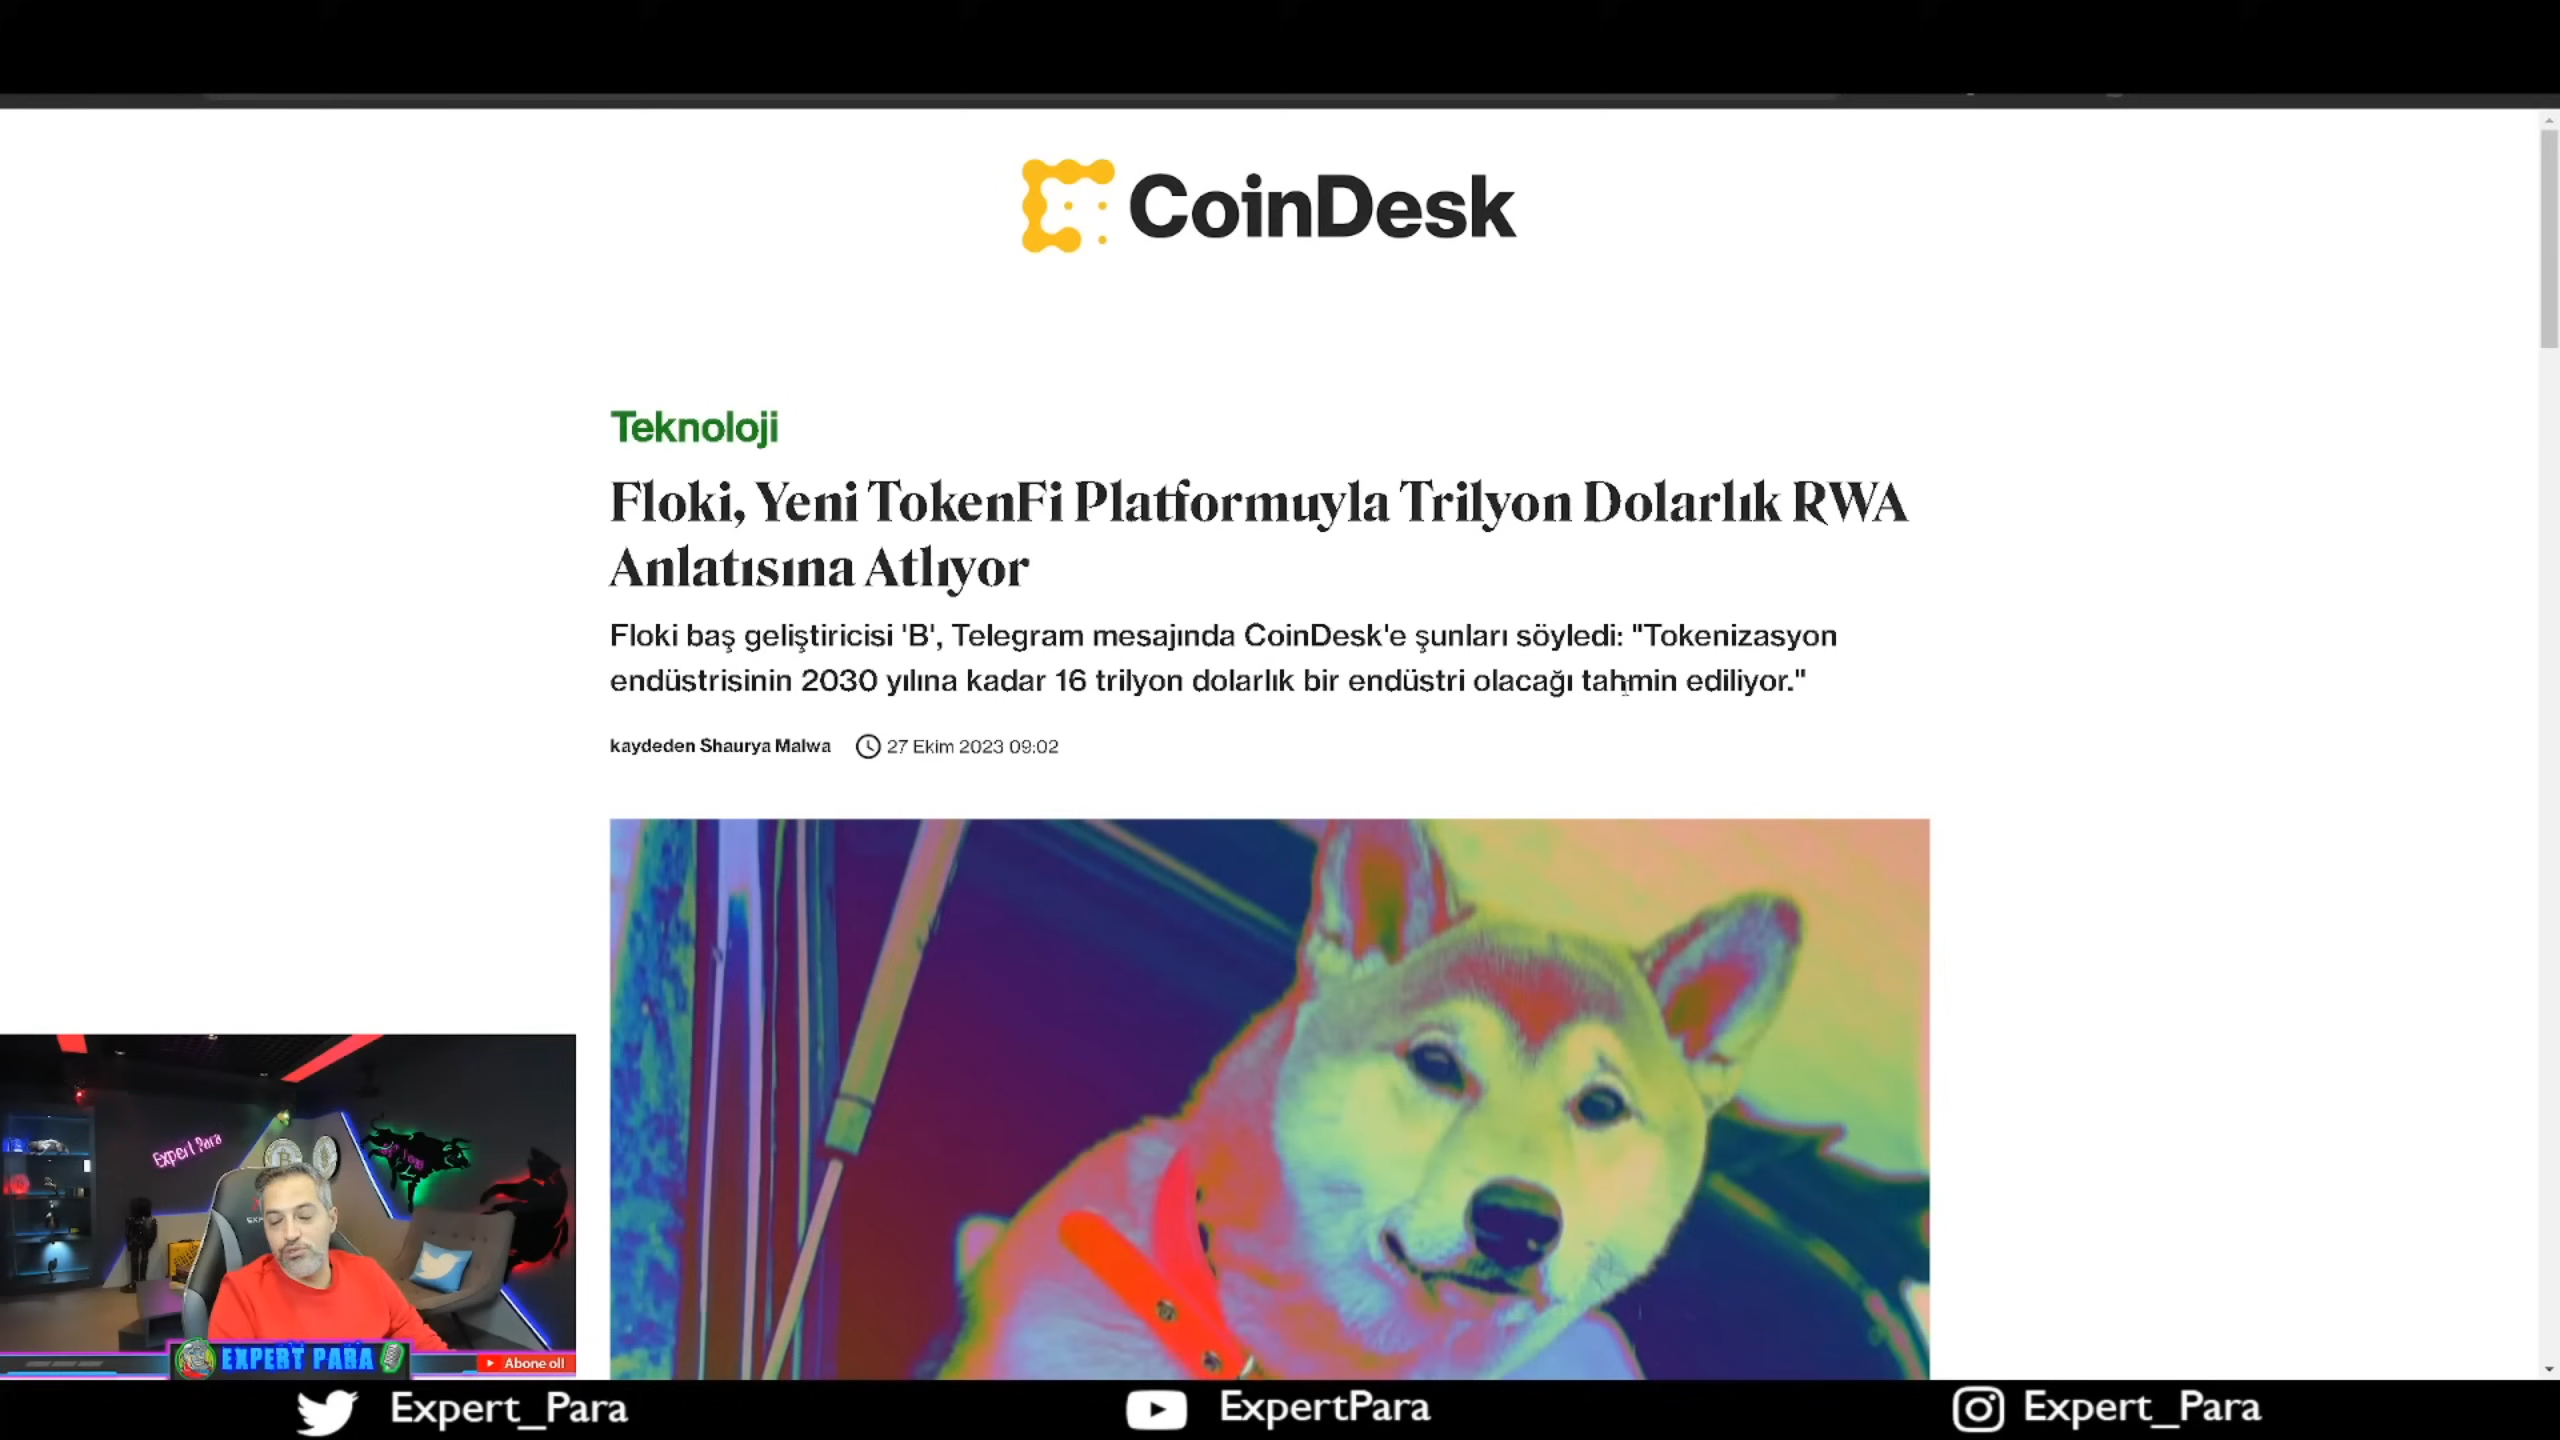 CoinDesk
Teknoloji
Floki, Yeni TokenFi Platformuyla Trilyon Dolarlık RWA
Anlatısına Atlıyor
Floki baş geliştiricisi 'B', Telegram mesajında CoinDesk'e şunları söyledi: "Tokenizasyon
endüstrisinin 2030 yılına kadar 16 trilyon dolarlık bir endüstri olacağı tahmin ediliyor."
kaydeden Shaurya Malwa 27 Ekim 2023 09:02
Expert Para
EXPERT PARA
Abone ol!
Expert_Para
ExpertPara
Expert_Para